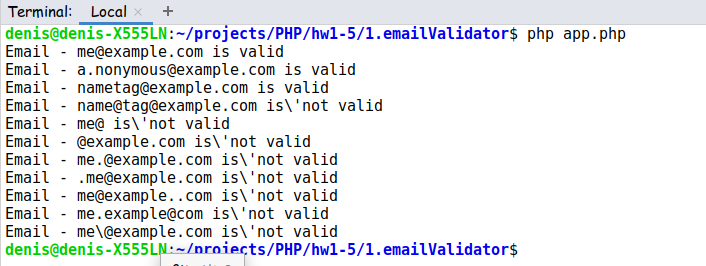 Terminal: Local × +
denis@denis-X555LN:~/projects/PHP/hw1-5/1.emailValidator$ php app.php
Email - me@example.com is valid
Email - a.nonymous@example.com is valid
Email - nametag@example.com is valid
Email - name@tag@example.com is\'not valid
Email - me@ is\'not valid
Email - @example.com is\'not valid
Email - me.@example.com is\'not valid
Email - .me@example.com is\'not valid
Email - me@example..com is\'not valid
Email - me.example@com is\'not valid
Email - me\@example.com is\'not valid
denis@denis-X555LN:~/projects/PHP/hw1-5/1.emailValidator$